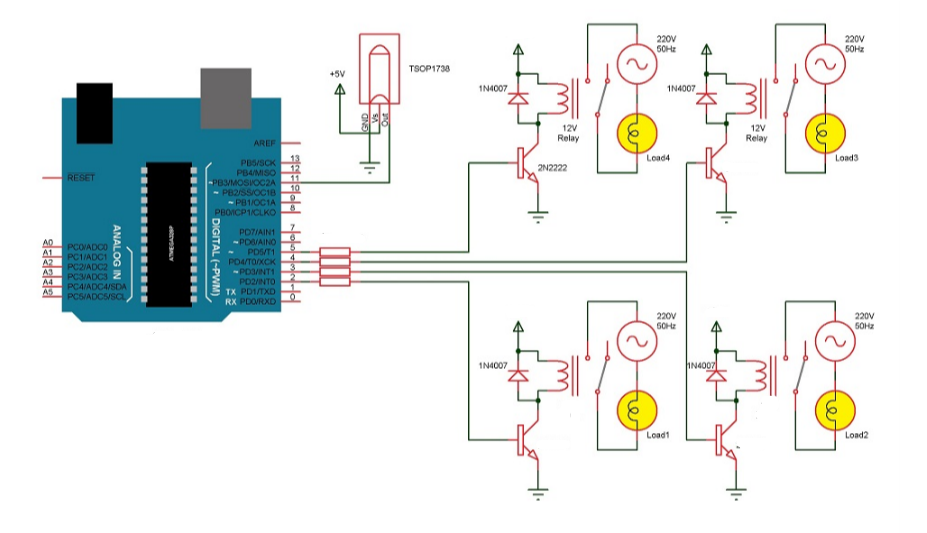 +5V
TSOP1738
GND
Vs
Out
RESET
AREF
PB5/SCK
13
PB4/MISO
12
~PB3/MOSI/OC2A
11
~ PB2/SS/OC1B
10
~ PB1/OC1A
9
PB0/ICP1/CLKO
8
PD7/AIN1
7
~ PD6/AIN0
6
~ PD5/T1
5
PD4/T0/XCK
4
~ PD3/INT1
3
PD2/INT0
2
TX PD1/TXD
1
RX PD0/RXD
0
A0
PC0/ADC0
A1
PC1/ADC1
A2
PC2/ADC2
A3
PC3/ADC3
A4
PC4/ADC4/SDA
A5
PC5/ADC5/SCL
ANALOG IN
ATMEGA328P
DIGITAL (~PWM)
1N4007
12V
Relay
2N2222
220V
50Hz
Load4
1N4007
12V
Relay
220V
50Hz
Load3
1N4007
220V
50Hz
Load1
1N4007
220V
50Hz
Load2